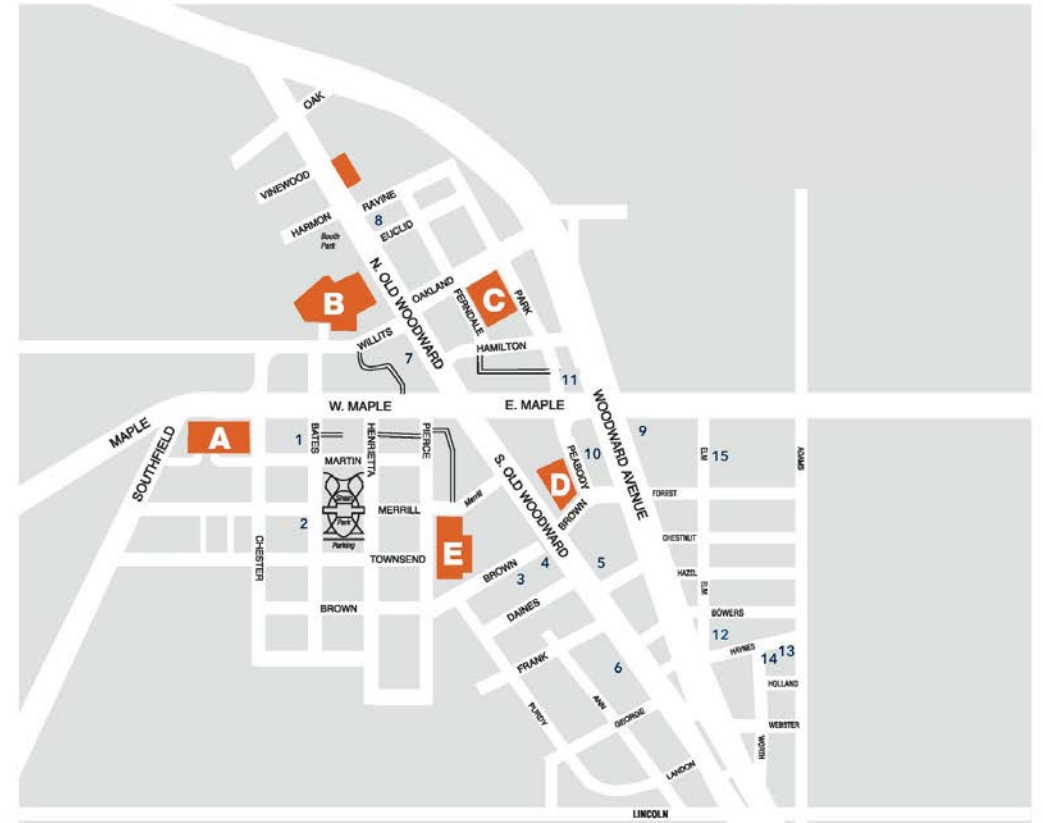 OAK
VINEWOOD
RAVINE
HARMON
8
Booth
Park
EUCLID
N. OLD WOODWARD
OAKLAND
B
C
PARK
FERNDALE
WILLITS
HAMILTON
7
11
W. MAPLE
E. MAPLE
WOODWARD AVENUE
MAPLE
SOUTHFIELD
A
1
BATES
HENRIETTA
PIERCE
9
10
PEABODY
ELM
15
ADAMS
MARTIN
S. OLD WOODWARD
D
Shain
Park
Parking
MERRILL
Merrill
FOREST
BROWN
2
CHESTER
E
CHESTNUT
TOWNSEND
BROWN
3
4
5
HAZEL
ELM
BROWN
DAINES
BOWERS
12
HAYNES
14
13
FRANK
6
HOLLAND
ANN
PURDY
GEORGE
WEBSTER
WORTH
LANDON
LINCOLN